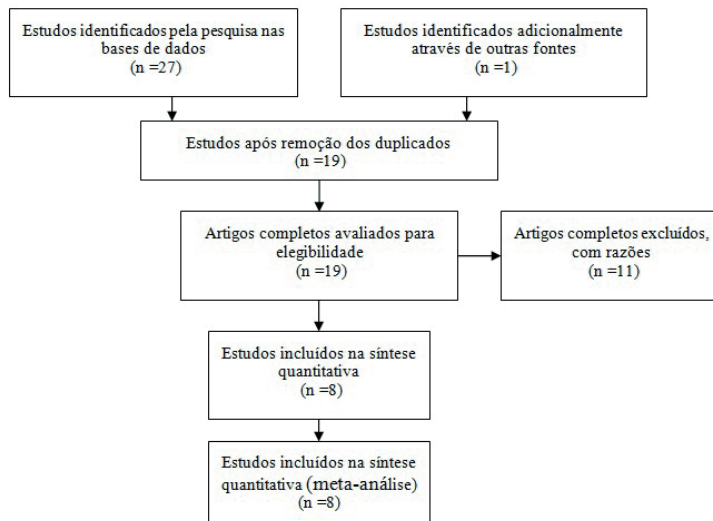 Estudos identificados pela pesquisa nas
bases de dados
(n =27)
Estudos identificados adicionalmente
através de outras fontes
(n =1)
Estudos após remoção dos duplicados
(n =19)
Artigos completos avaliados para
elegibilidade
(n =19)
Artigos completos excluídos,
com razões
(n =11)
Estudos incluídos na síntese
quantitativa
(n =8)
Estudos incluídos na síntese
quantitativa (meta-análise)
(n =8)